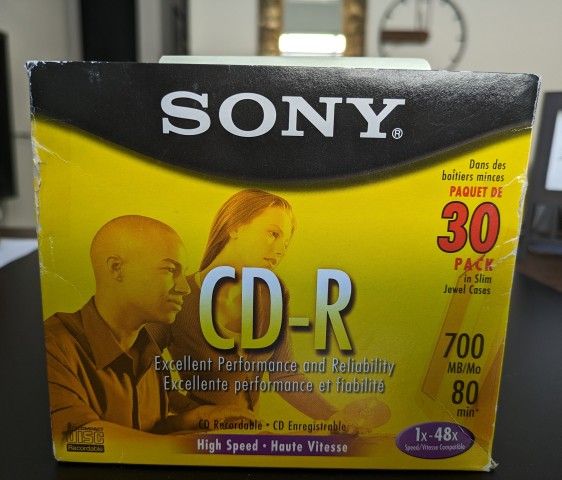 SONY®
Dans des
boîtiers minces
PAQUET DE
30
PACK
in Slim
Jewel Cases
CD-R
Excellent Performance and Reliability
Excellente performance et fiabilité
700
MB/Mo
80
min*
CD Recordable • CD Enregistrable
High Speed • Haute Vitesse
1x-48x
Speed/Vitesse Compatible
COMPACT
disc
Recordable